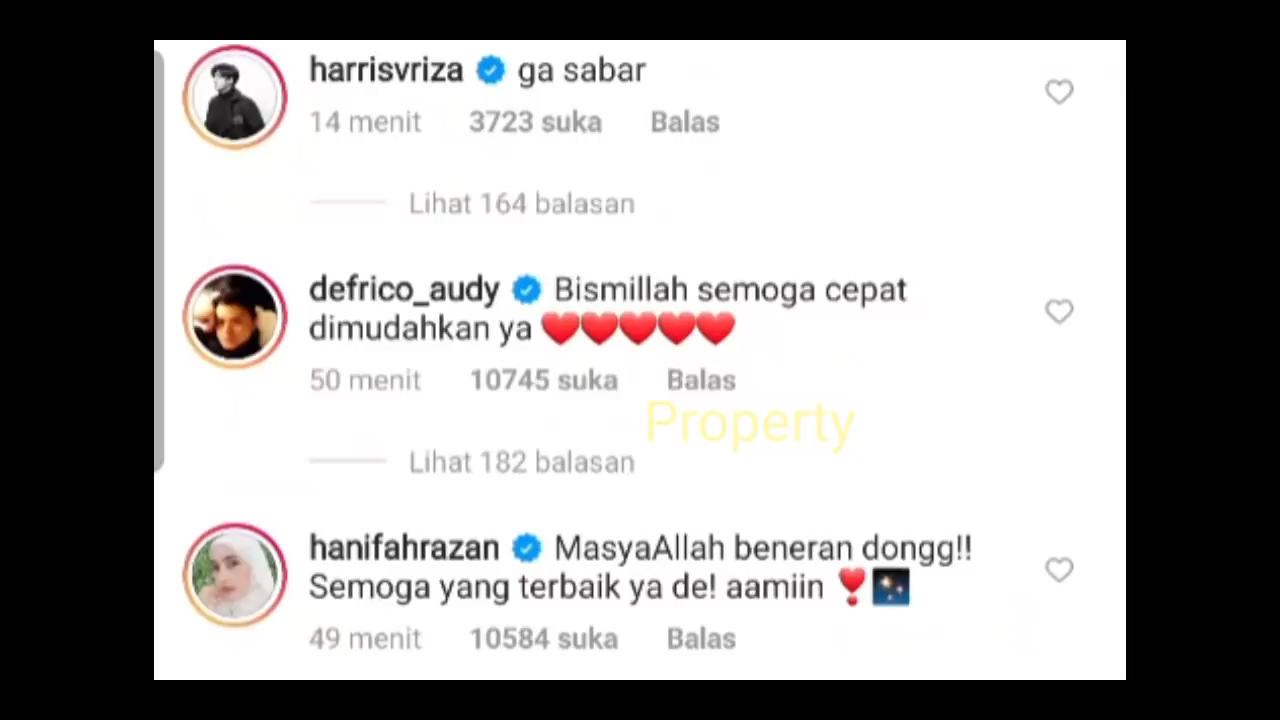 harrisvriza ga sabar
14 menit 3723 suka Balas
Lihat 164 balasan
defrico_audy Bismillah semoga cepat
dimudahkan ya ❤️❤️❤️❤️❤️
50 menit 10745 suka Balas
Property
Lihat 182 balasan
hanifahrazan MasyaAllah beneran dongg!!
Semoga yang terbaik ya de! aamiin ❣️🌌
49 menit 10584 suka Balas